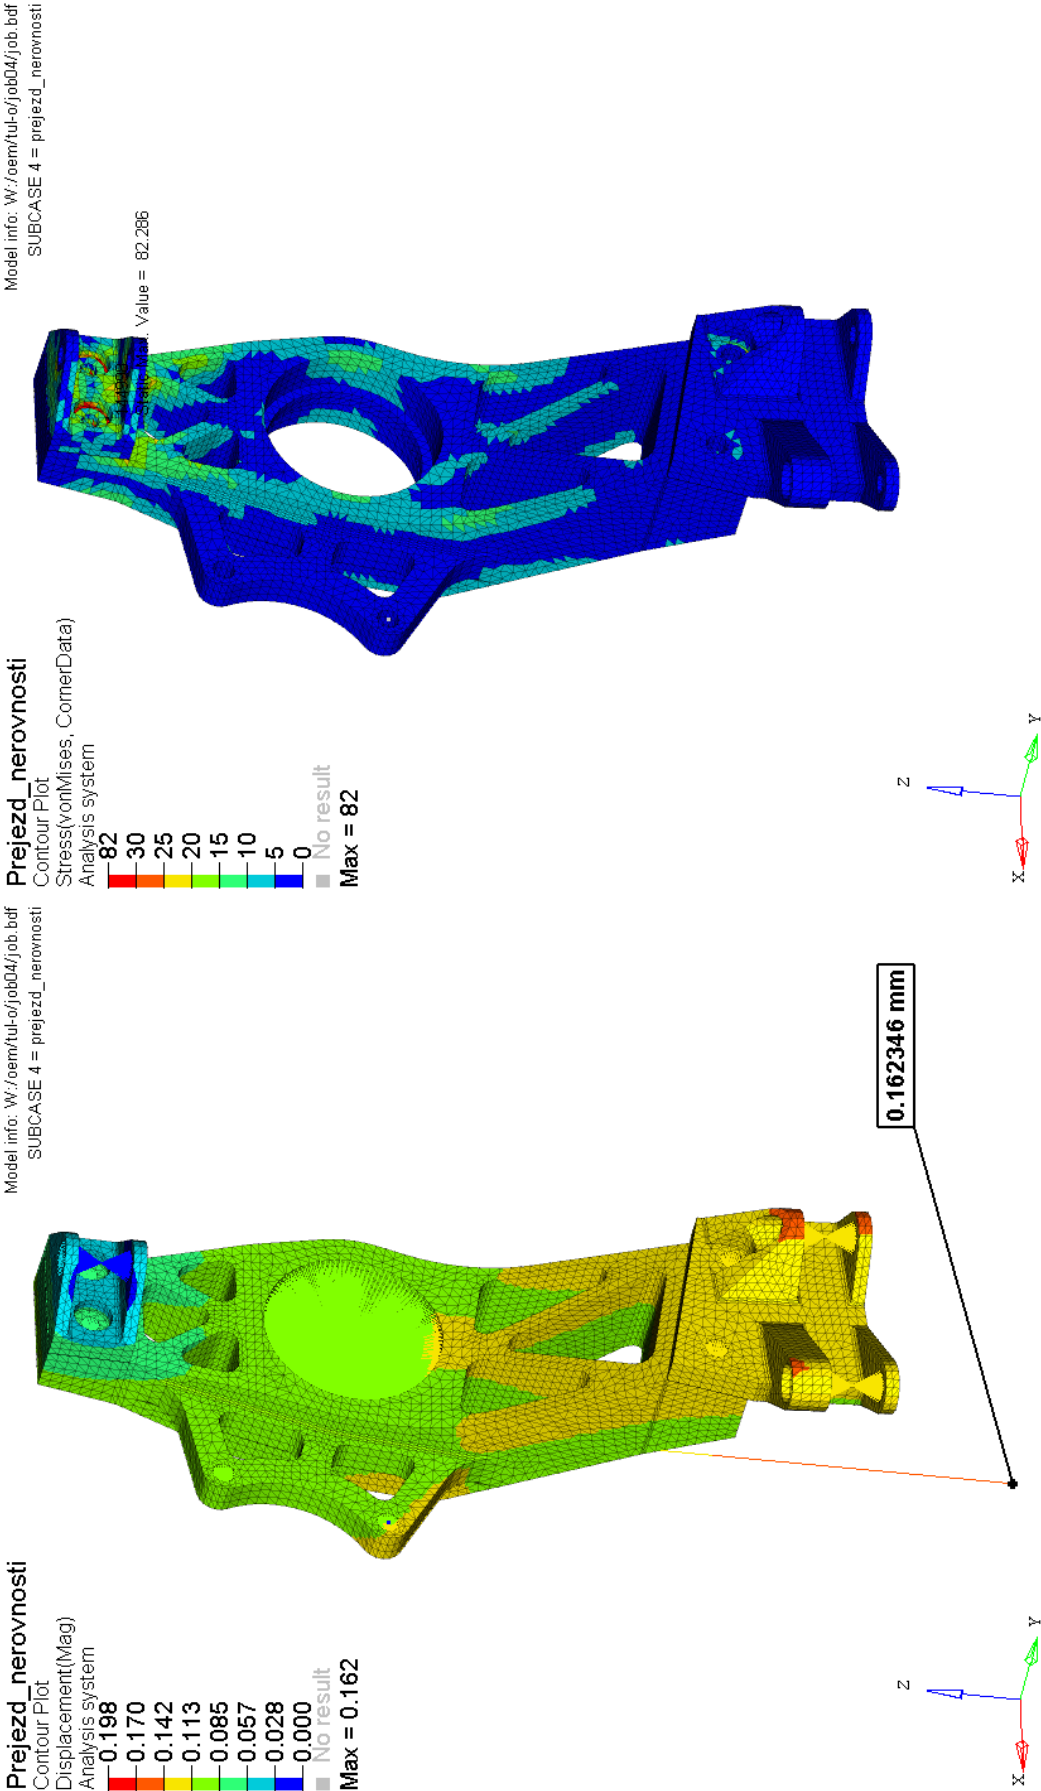 Prejezd_nerovnosti
Contour Plot
Displacement(Mag)
Analysis system
0.198
0.170
0.142
0.113
0.085
0.057
0.028
0.000
No result
Max = 0.162
Model info: W:/oem/tul-o/job04/job.bdf
SUBCASE 4 = prejezd_nerovnosti
0.162346 mm
Z
Y
X
Prejezd_nerovnosti
Contour Plot
Stress(vonMises, CornerData)
Analysis system
82
30
25
20
15
10
5
0
No result
Max = 82
Model info: W:/oem/tul-o/job04/job.bdf
SUBCASE 4 = prejezd_nerovnosti
Value = 82.286
Z
Y
X